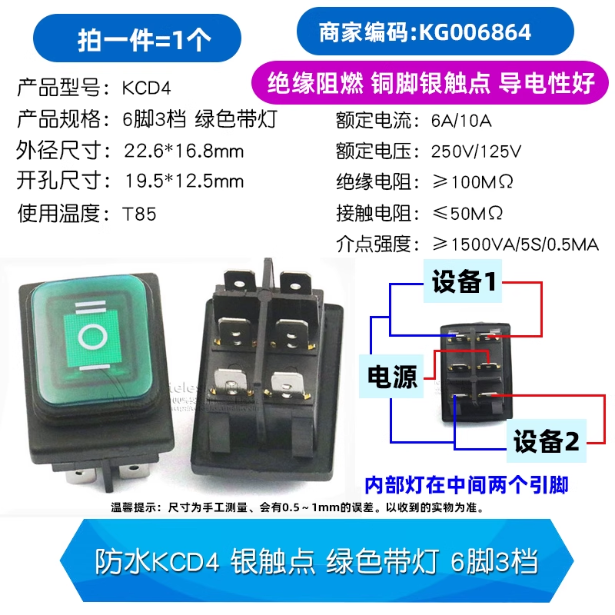 拍一件=1个
商家编码:KG006864
绝缘阻燃 铜脚银触点 导电性好
产品型号: KCD4
产品规格: 6脚3档 绿色带灯
外径尺寸: 22.6*16.8mm
开孔尺寸: 19.5*12.5mm
使用温度: T85
额定电流: 6A/10A
额定电压: 250V/125V
绝缘电阻: ≥100MΩ
接触电阻: ≤50MΩ
介点强度: ≥1500VA/5S/0.5MA
设备1
电源
设备2
内部灯在中间两个引脚
温馨提示: 尺寸为手工测量、会有0.5~1mm的误差。以收到的实物为准。
防水KCD4 银触点 绿色带灯 6脚3档